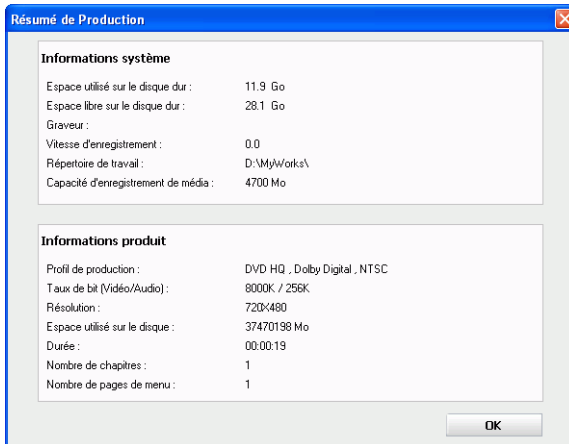 Résumé de Production
Informations système
Espace utilisé sur le disque dur : 11.9 Go
Espace libre sur le disque dur : 28.1 Go
Graveur :
Vitesse d'enregistrement : 0.0
Répertoire de travail : D:\MyWorks\
Capacité d'enregistrement de média : 4700 Mo
Informations produit
Profil de production : DVD HQ , Dolby Digital , NTSC
Taux de bit (Vidéo/Audio) : 8000K / 256K
Résolution : 720X480
Espace utilisé sur le disque : 37470198 Mo
Durée : 00:00:19
Nombre de chapitres : 1
Nombre de pages de menu : 1
OK